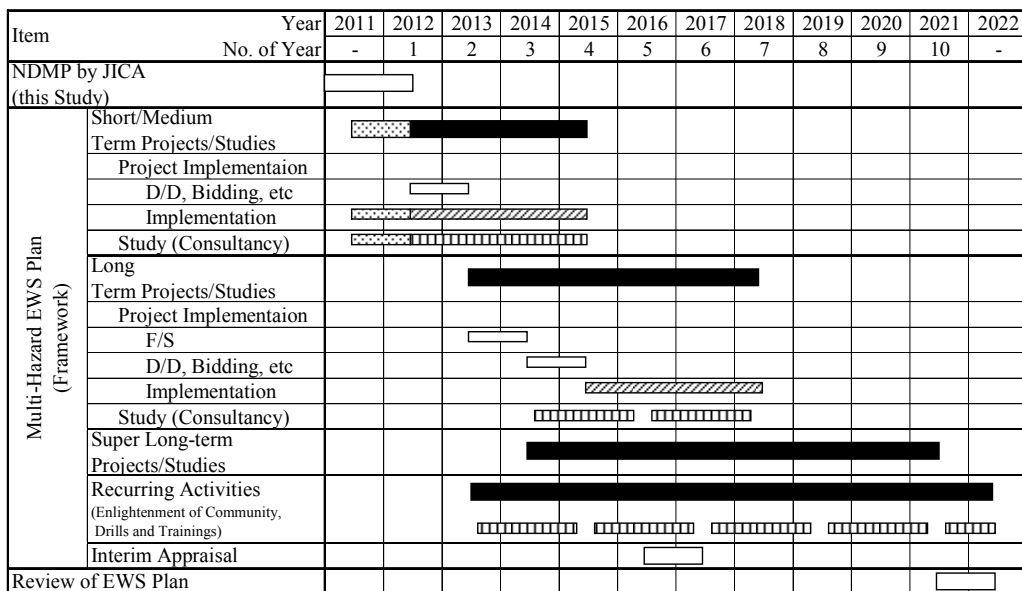 Item Year 2011 2012 2013 2014 2015 2016 2017 2018 2019 2020 2021 2022
No. of Year - 1 2 3 4 5 6 7 8 9 10 -
NDMP by JICA
(this Study)
Multi-Hazard EWS Plan
(Framework)
Short/Medium
Term Projects/Studies
Project Implementaion
D/D, Bidding, etc
Implementation
Study (Consultancy)
Long
Term Projects/Studies
Project Implementaion
F/S
D/D, Bidding, etc
Implementation
Study (Consultancy)
Super Long-term
Projects/Studies
Recurring Activities
(Enlightenment of Community,
Drills and Trainings)
Interim Appraisal
Review of EWS Plan